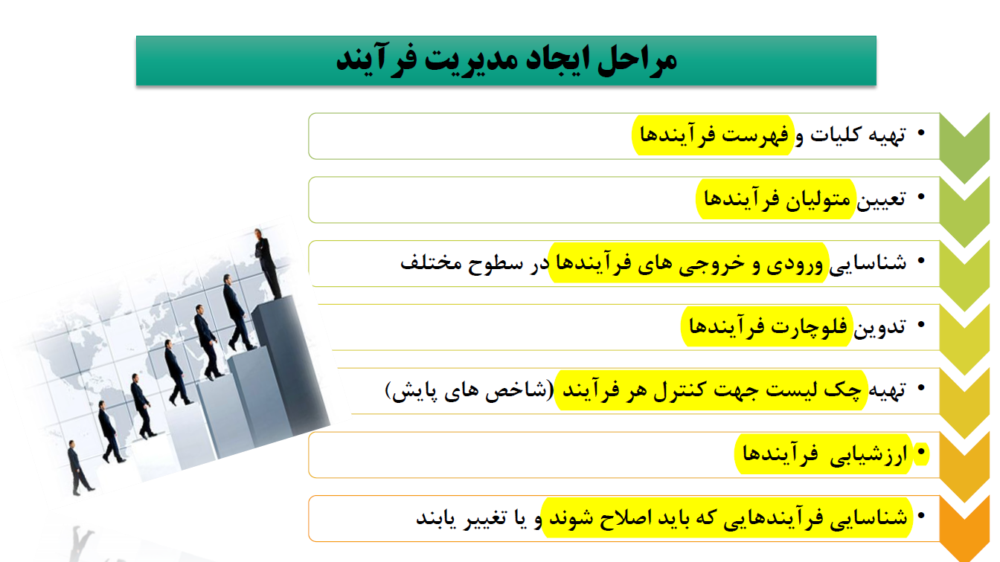 مراحل ایجاد مدیریت فرآیند
• تهیه کلیات و فهرست فرآیندها
• تعیین متولیان فرآیندها
• شناسایی ورودی و خروجی های فرآیندها در سطوح مختلف
• تدوین فلوچارت فرآیندها
• تهیه چک لیست جهت کنترل هر فرآیند (شاخص های پایش)
• ارزشیابی فرآیندها
• شناسایی فرآیندهایی که باید اصلاح شوند و یا تغییر یابند